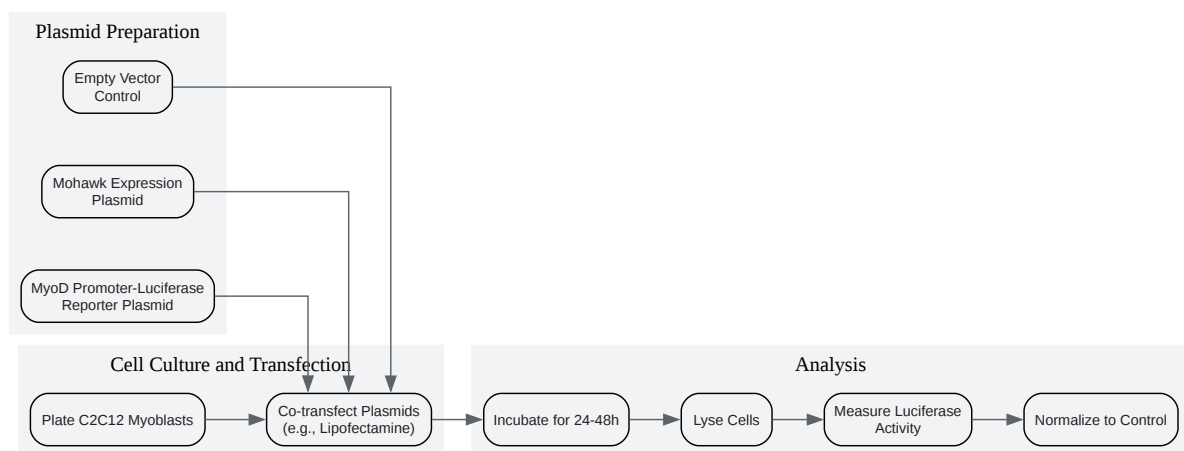 Plasmid Preparation
Empty Vector
Control
Mohawk Expression
Plasmid
MyoD Promoter-Luciferase
Reporter Plasmid
Cell Culture and Transfection
Plate C2C12 Myoblasts
Co-transfect Plasmids
(e.g., Lipofectamine)
Analysis
Incubate for 24-48h
Lyse Cells
Measure Luciferase
Activity
Normalize to Control